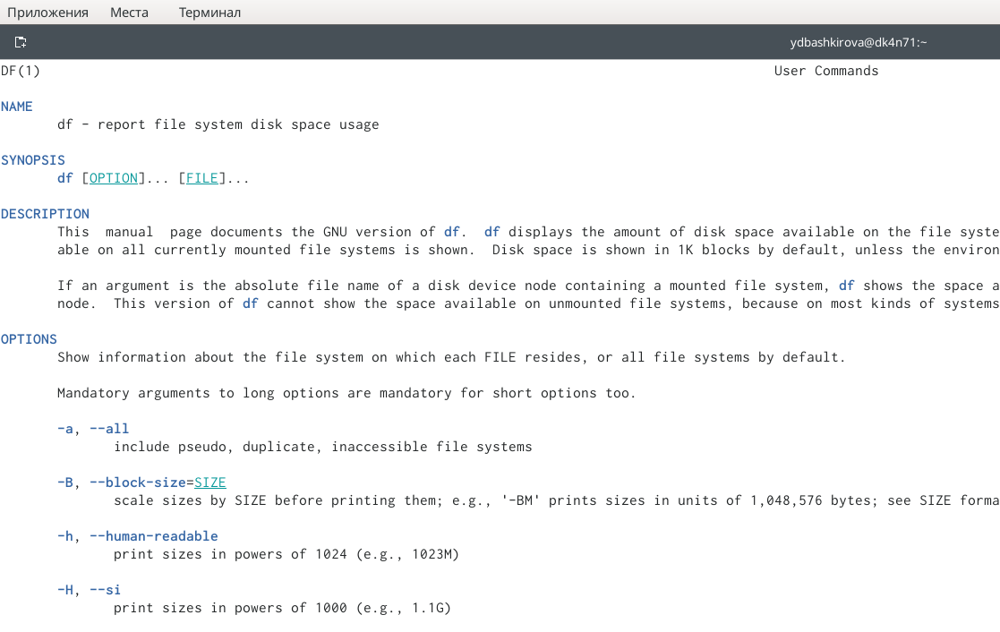 Приложения Места Терминал
ydbashkirova@dk4n71:~
DF(1) User Commands
NAME
df - report file system disk space usage
SYNOPSIS
df [OPTION]... [FILE]...
DESCRIPTION
This manual page documents the GNU version of df. df displays the amount of disk space available on the file syste
able on all currently mounted file systems is shown. Disk space is shown in 1K blocks by default, unless the environ
If an argument is the absolute file name of a disk device node containing a mounted file system, df shows the space a
node. This version of df cannot show the space available on unmounted file systems, because on most kinds of systems
OPTIONS
Show information about the file system on which each FILE resides, or all file systems by default.
Mandatory arguments to long options are mandatory for short options too.
-a, --all
include pseudo, duplicate, inaccessible file systems
-B, --block-size=SIZE
scale sizes by SIZE before printing them; e.g., '-BM' prints sizes in units of 1,048,576 bytes; see SIZE forma
-h, --human-readable
print sizes in powers of 1024 (e.g., 1023M)
-H, --si
print sizes in powers of 1000 (e.g., 1.1G)